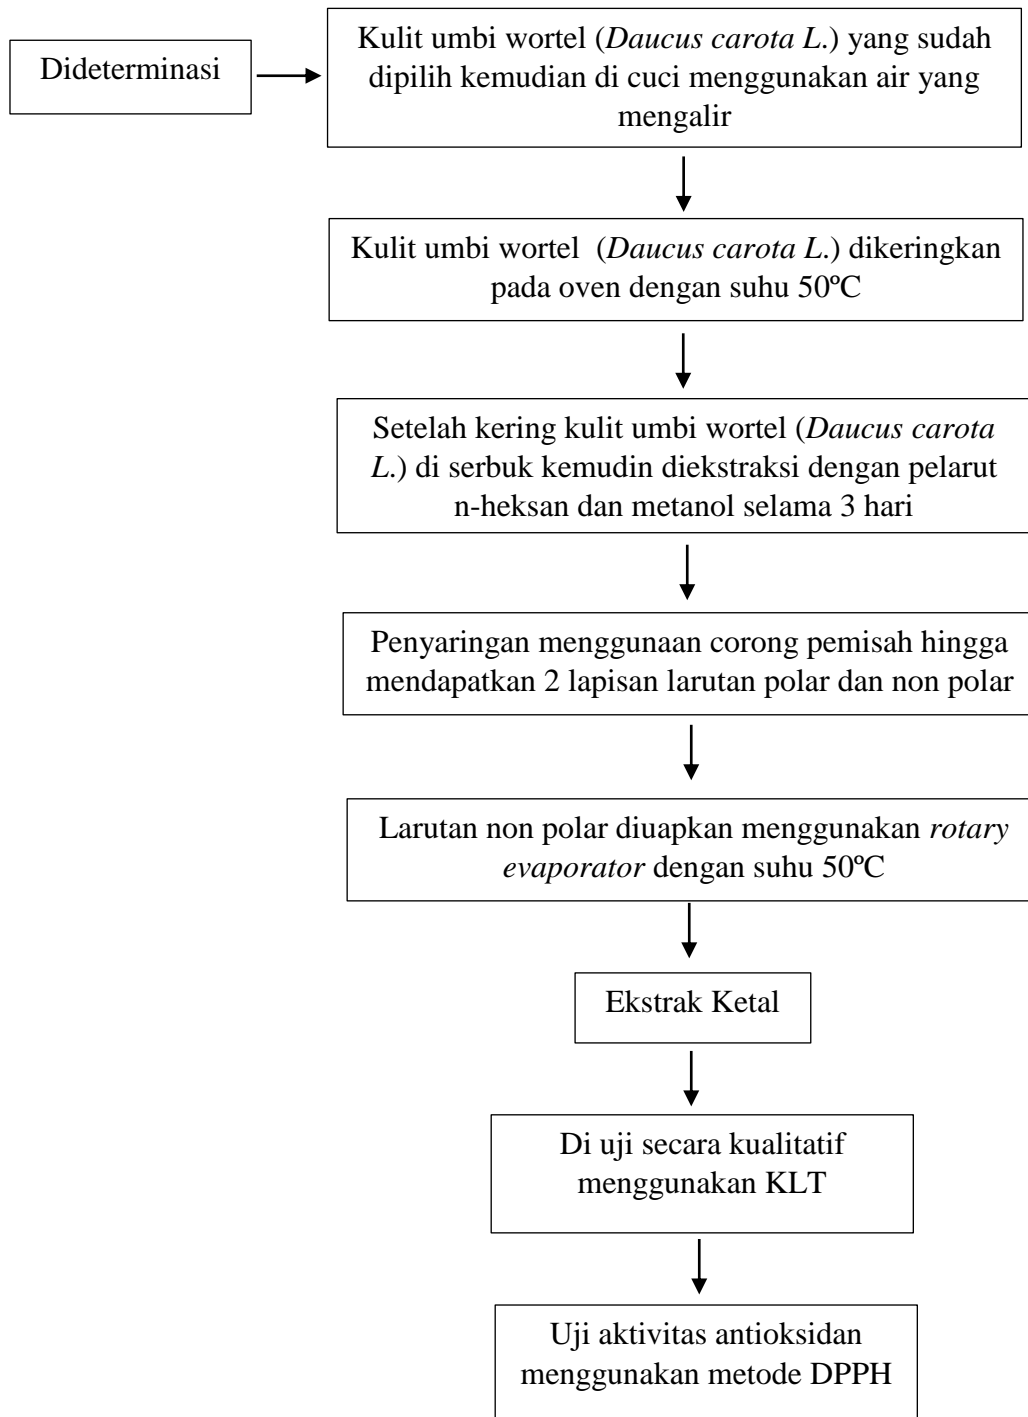 Dideterminasi
Kulit umbi wortel (Daucus carota L.) yang sudah
dipilih kemudian di cuci menggunakan air yang
mengalir
Kulit umbi wortel (Daucus carota L.) dikeringkan
pada oven dengan suhu 50ºC
Setelah kering kulit umbi wortel (Daucus carota
L.) di serbuk kemudin diekstraksi dengan pelarut
n-heksan dan metanol selama 3 hari
Penyaringan menggunaan corong pemisah hingga
mendapatkan 2 lapisan larutan polar dan non polar
Larutan non polar diuapkan menggunakan rotary
evaporator dengan suhu 50ºC
Ekstrak Ketal
Di uji secara kualitatif
menggunakan KLT
Uji aktivitas antioksidan
menggunakan metode DPPH